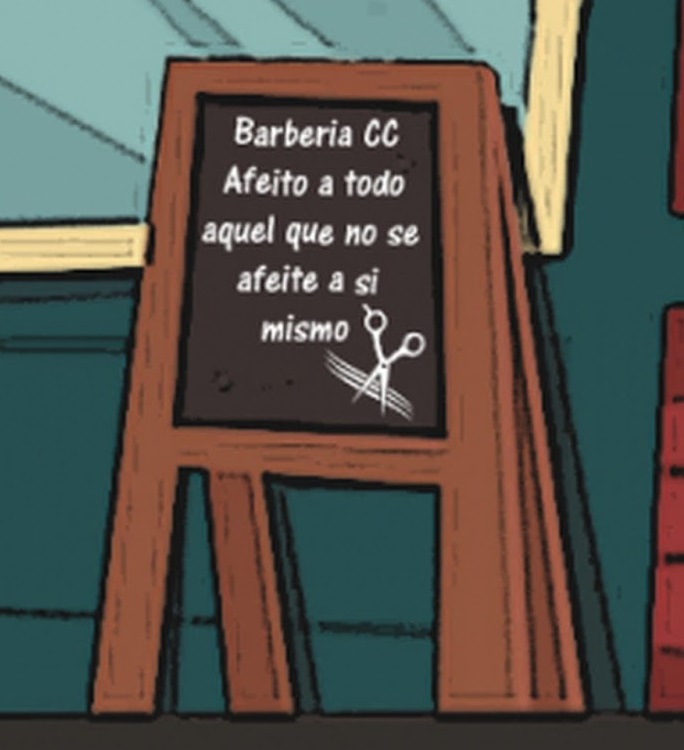 Barberia CC
Afeito a todo
aquel que no se
afeite a si
mismo